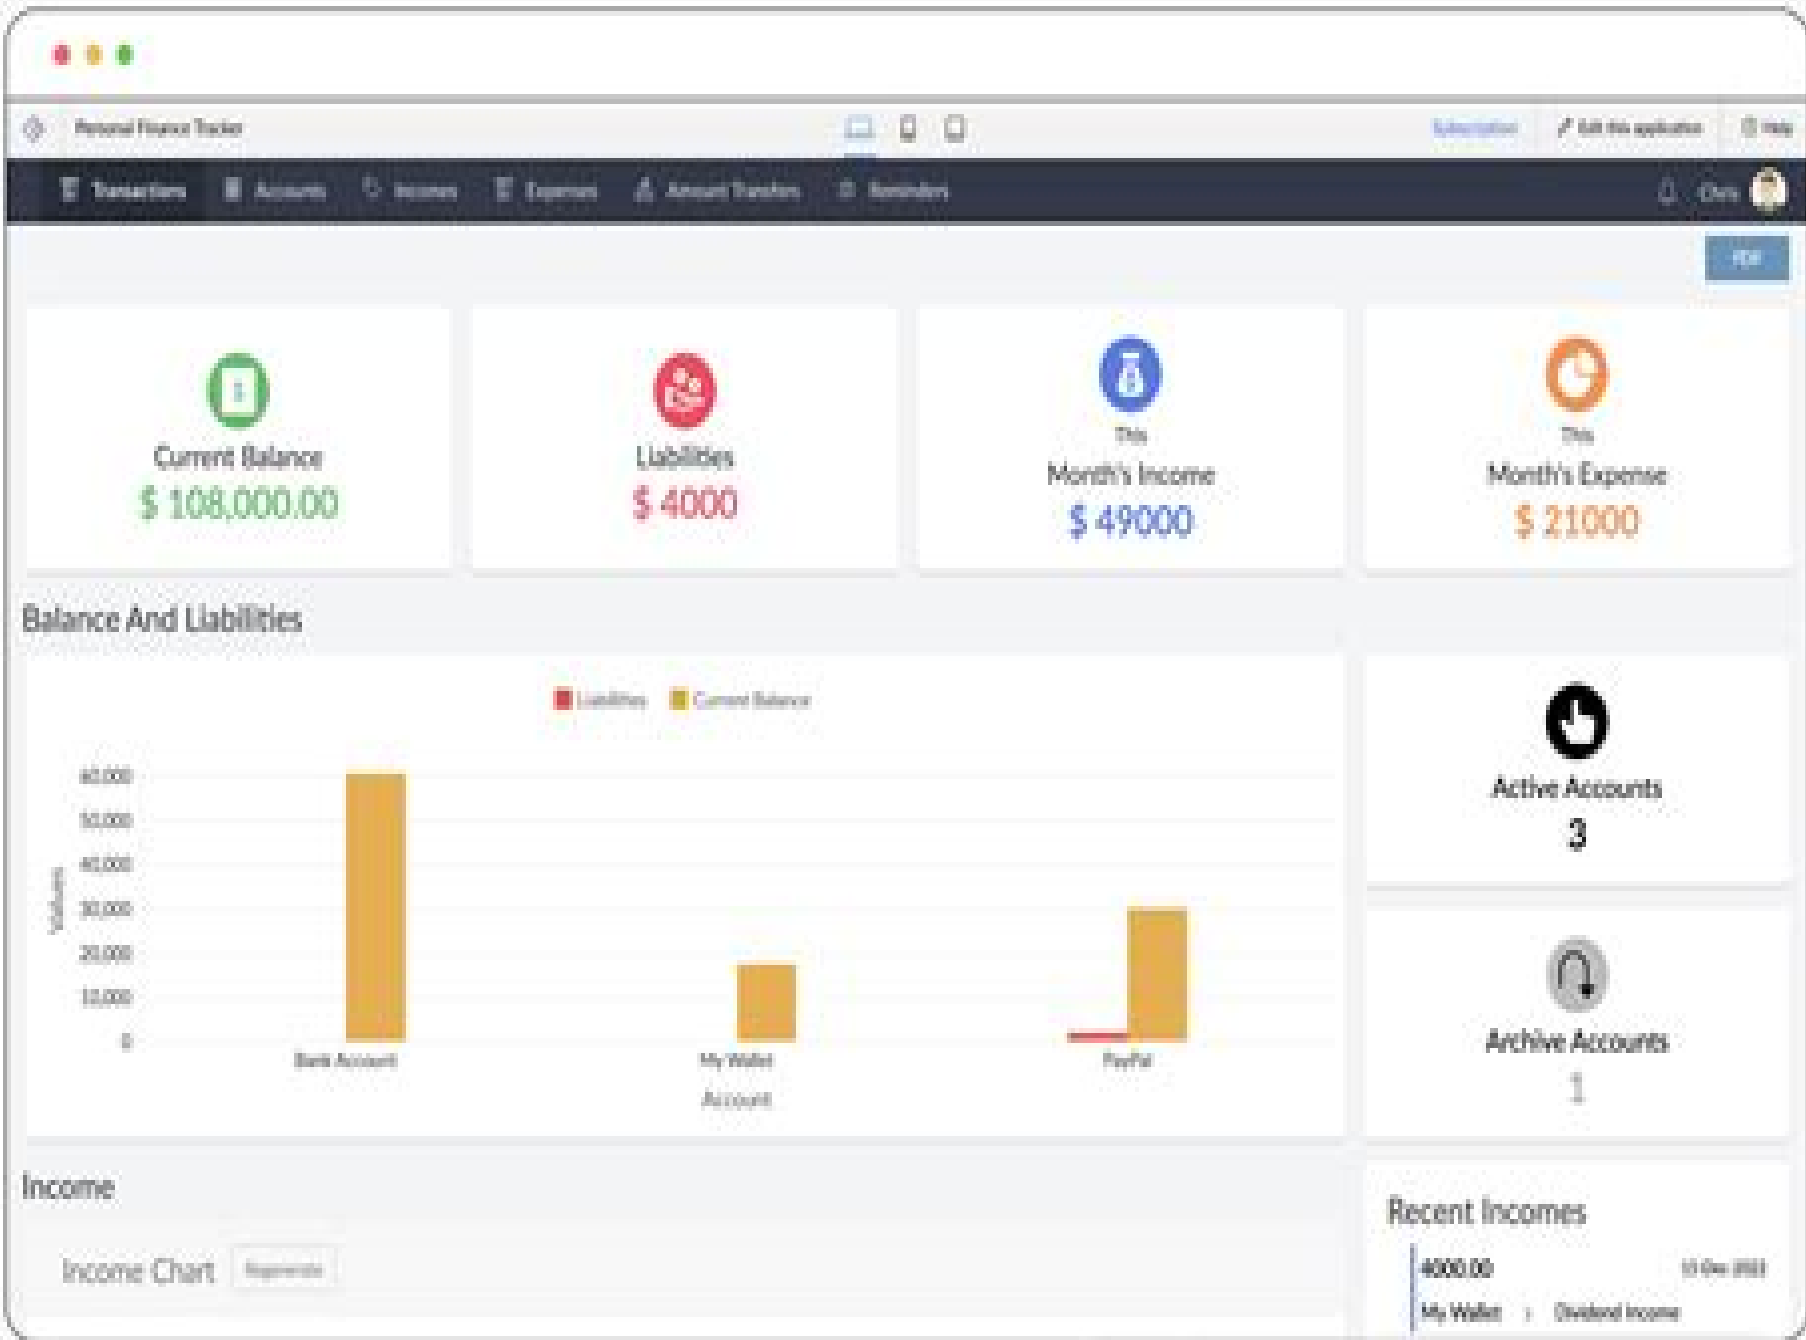 Personal Finance Tracker
Subscription
Edit this application
Help
Transactions
Accounts
Incomes
Expenses
Amount Transfers
Reminders
Chris
PDF
Current Balance
$ 108,000.00
Liabilities
$ 4000
This
Month's Income
$ 49000
This
Month's Expense
$ 21000
Balance And Liabilities
Liabilities
Current Balance
60,000
50,000
40,000
30,000
20,000
10,000
0
Values
Bank Account
My Wallet
PayPal
Account
Active Accounts
3
Archive Accounts
1
Income
Income Chart
Regenerate
Recent Incomes
4000.00
My Wallet
Dividend Income